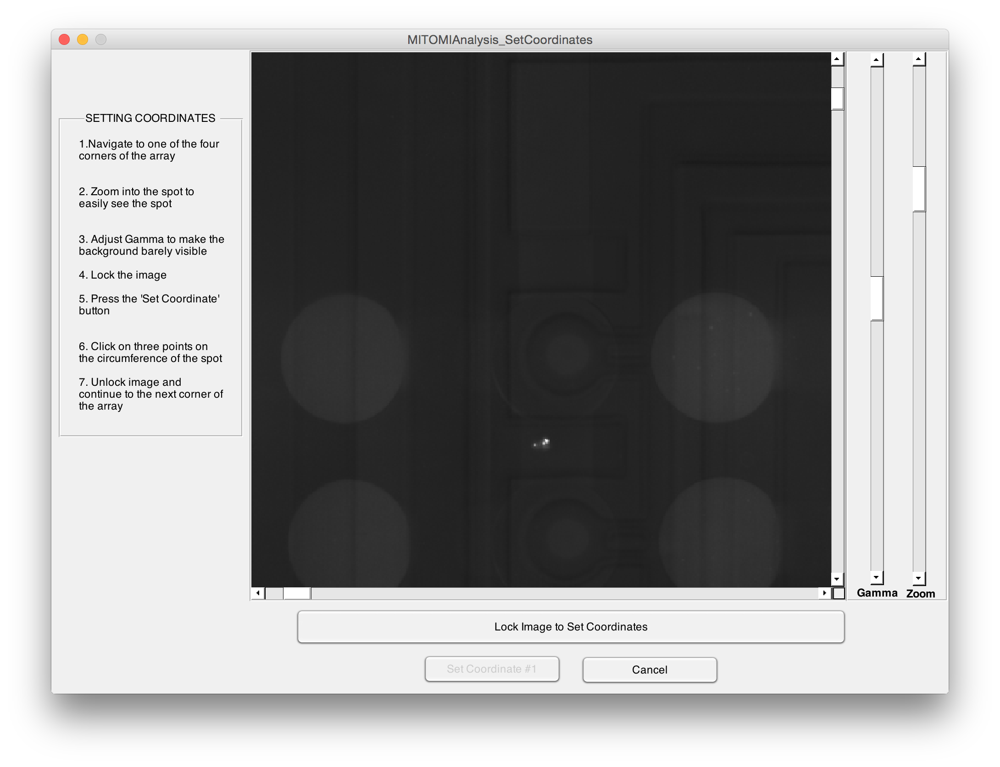 MITOMIAnalysis_SetCoordinates
SETTING COORDINATES
1.Navigate to one of the four
corners of the array
2. Zoom into the spot to
easily see the spot
3. Adjust Gamma to make the
background barely visible
4. Lock the image
5. Press the 'Set Coordinate'
button
6. Click on three points on
the circumference of the spot
7. Unlock image and
continue to the next corner of
the array
Gamma
Zoom
Lock Image to Set Coordinates
Set Coordinate #1
Cancel